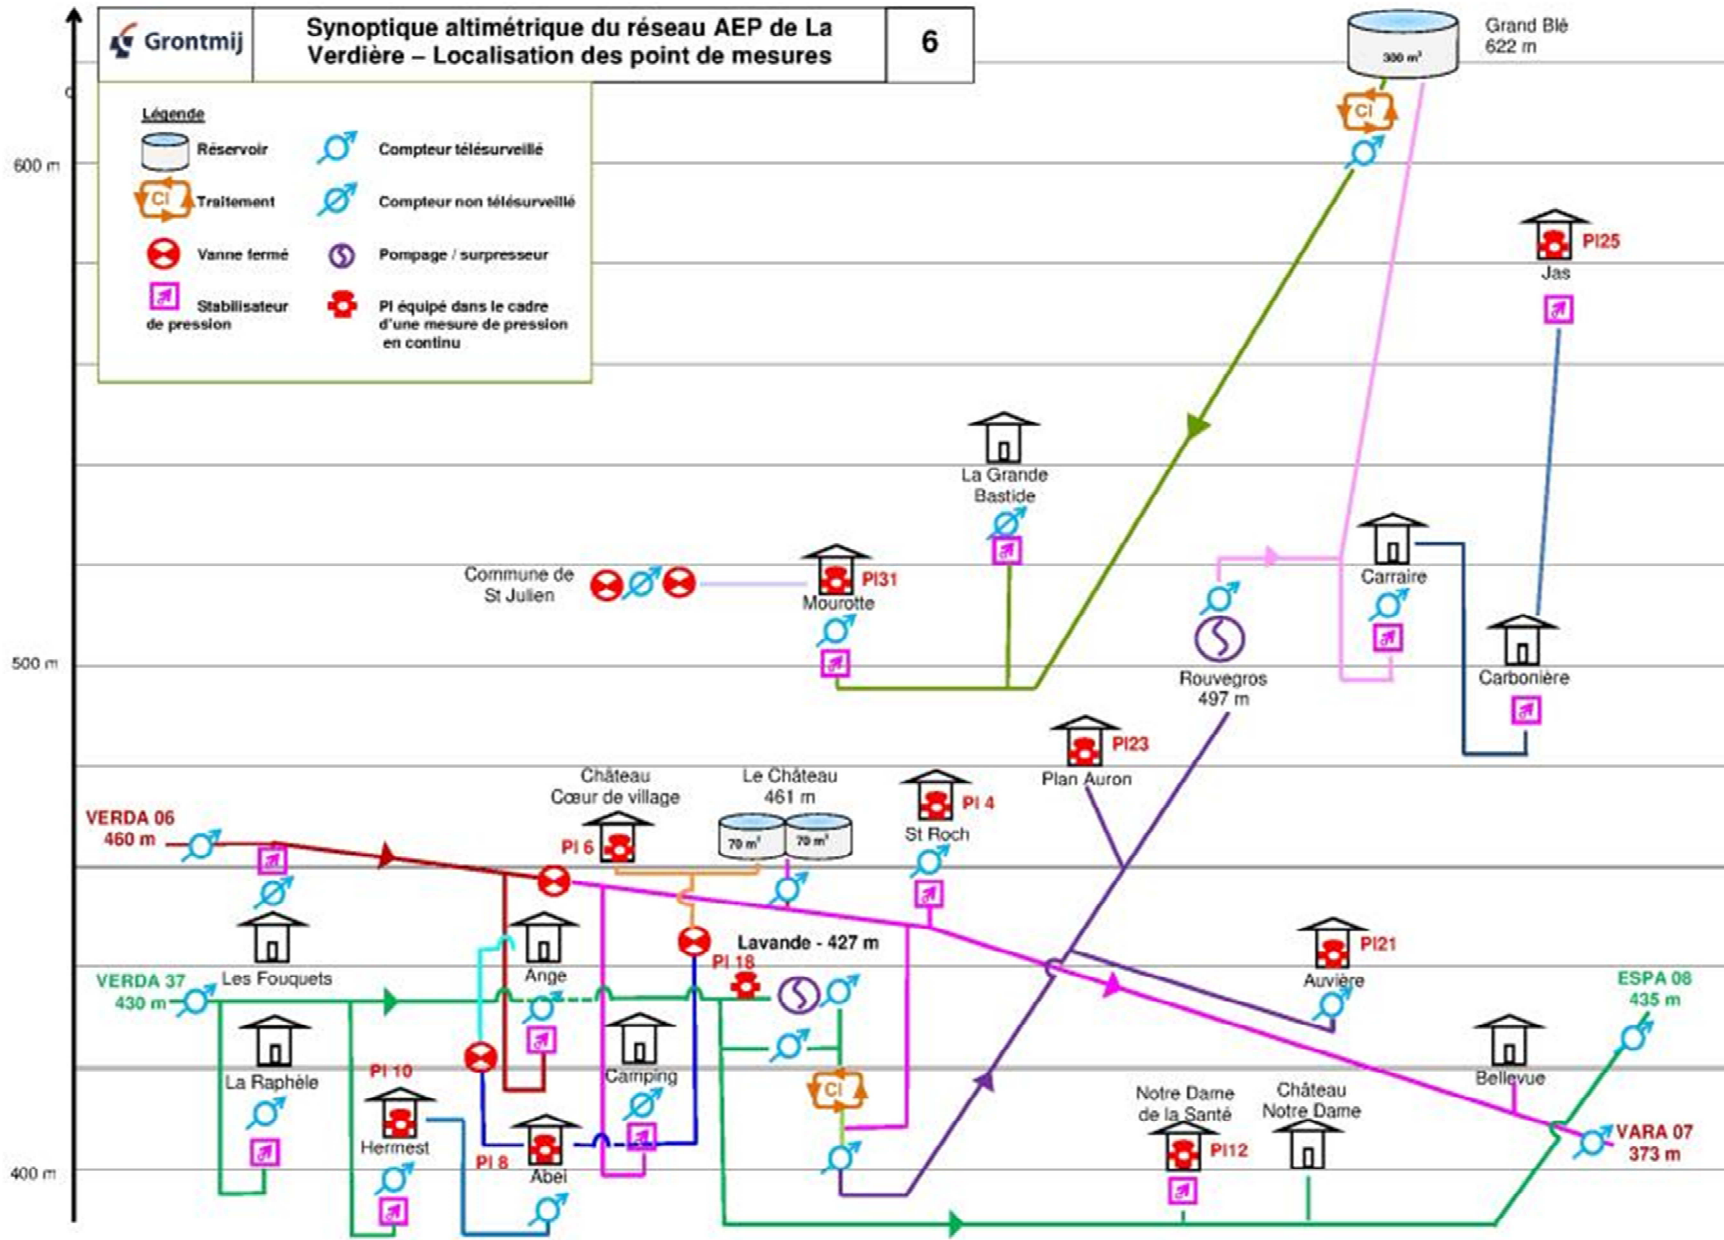 Grontmij
Synoptique altimétrique du réseau AEP de La
Verdière – Localisation des point de mesures
6
Légende
Réservoir
Compteur télésurveillé
Cl
Traitement
Compteur non télésurveillé
Vanne fermé
Pompage / surpresseur
Stabilisateur
de pression
PI équipé dans le cadre
d'une mesure de pression
en continu
Grand Blé
622 m
300 m³
Cl
600 m
PI25
Jas
La Grande
Bastide
Commune de
St Julien
PI31
Mourotte
Carraire
500 m
Rouvegros
497 m
Carbonière
PI23
Plan Auron
Château
Cœur de village
Le Château
461 m
VERDA 06
460 m
PI 6
70 m³
70 m³
PI 4
St Roch
Lavande - 427 m
PI 18
PI21
Auvière
Les Fouquets
Ange
VERDA 37
430 m
ESPA 08
435 m
La Raphèle
PI 10
Camping
Cl
Bellevue
Hermest
PI 8
Abei
Notre Dame
de la Santé
PI12
Château
Notre Dame
VARA 07
373 m
400 m